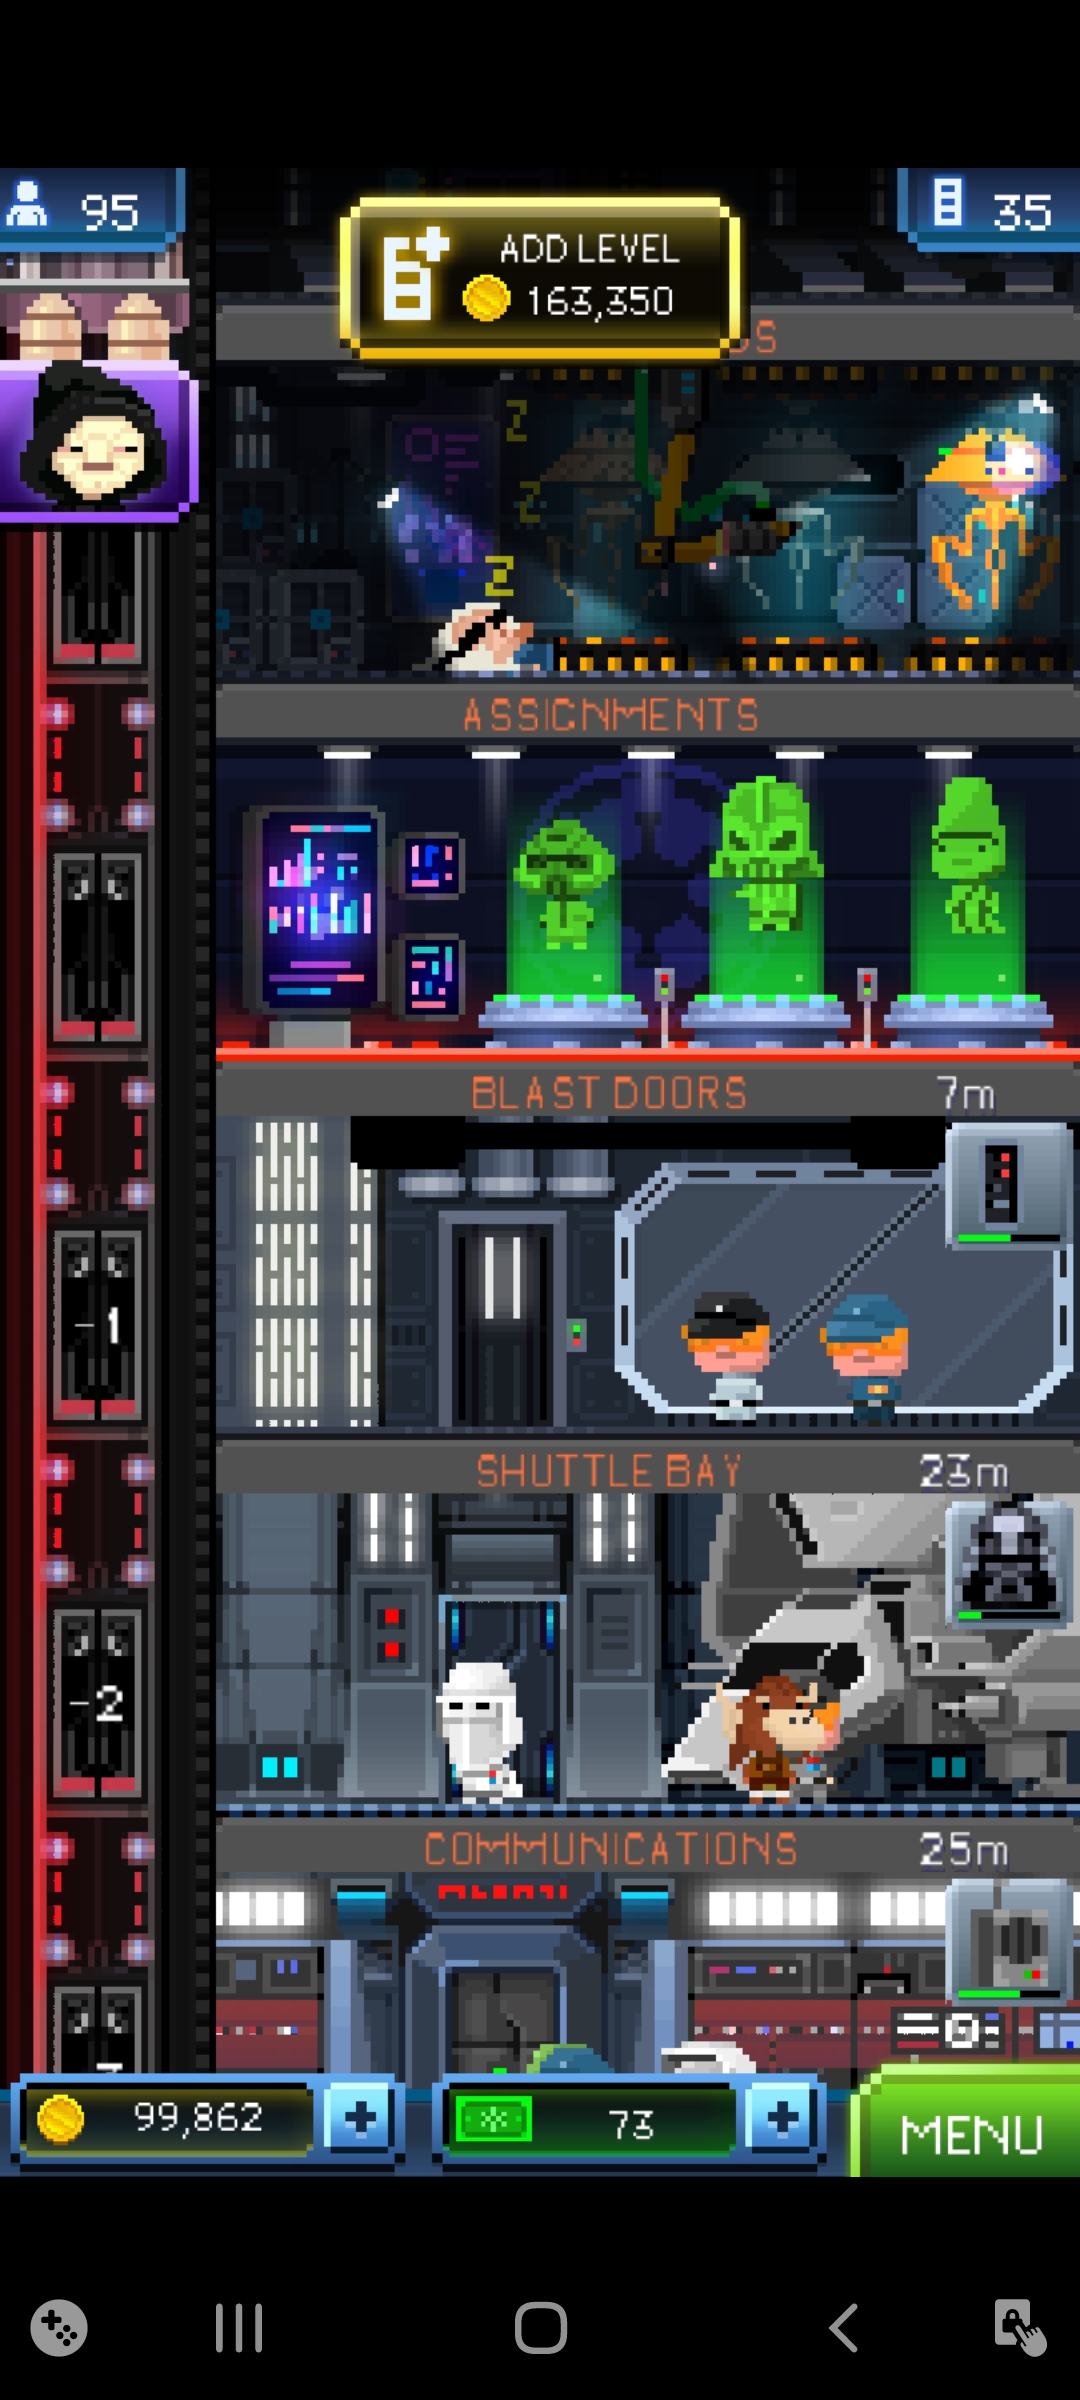 95
ADD LEVEL
163,350
35
Z
Z
Z
ASSIGNMENTS
BLAST DOORS 7m
-1
SHUTTLE BAY 23m
-2
COMMUNICATIONS 25m
99,862
73
MENU